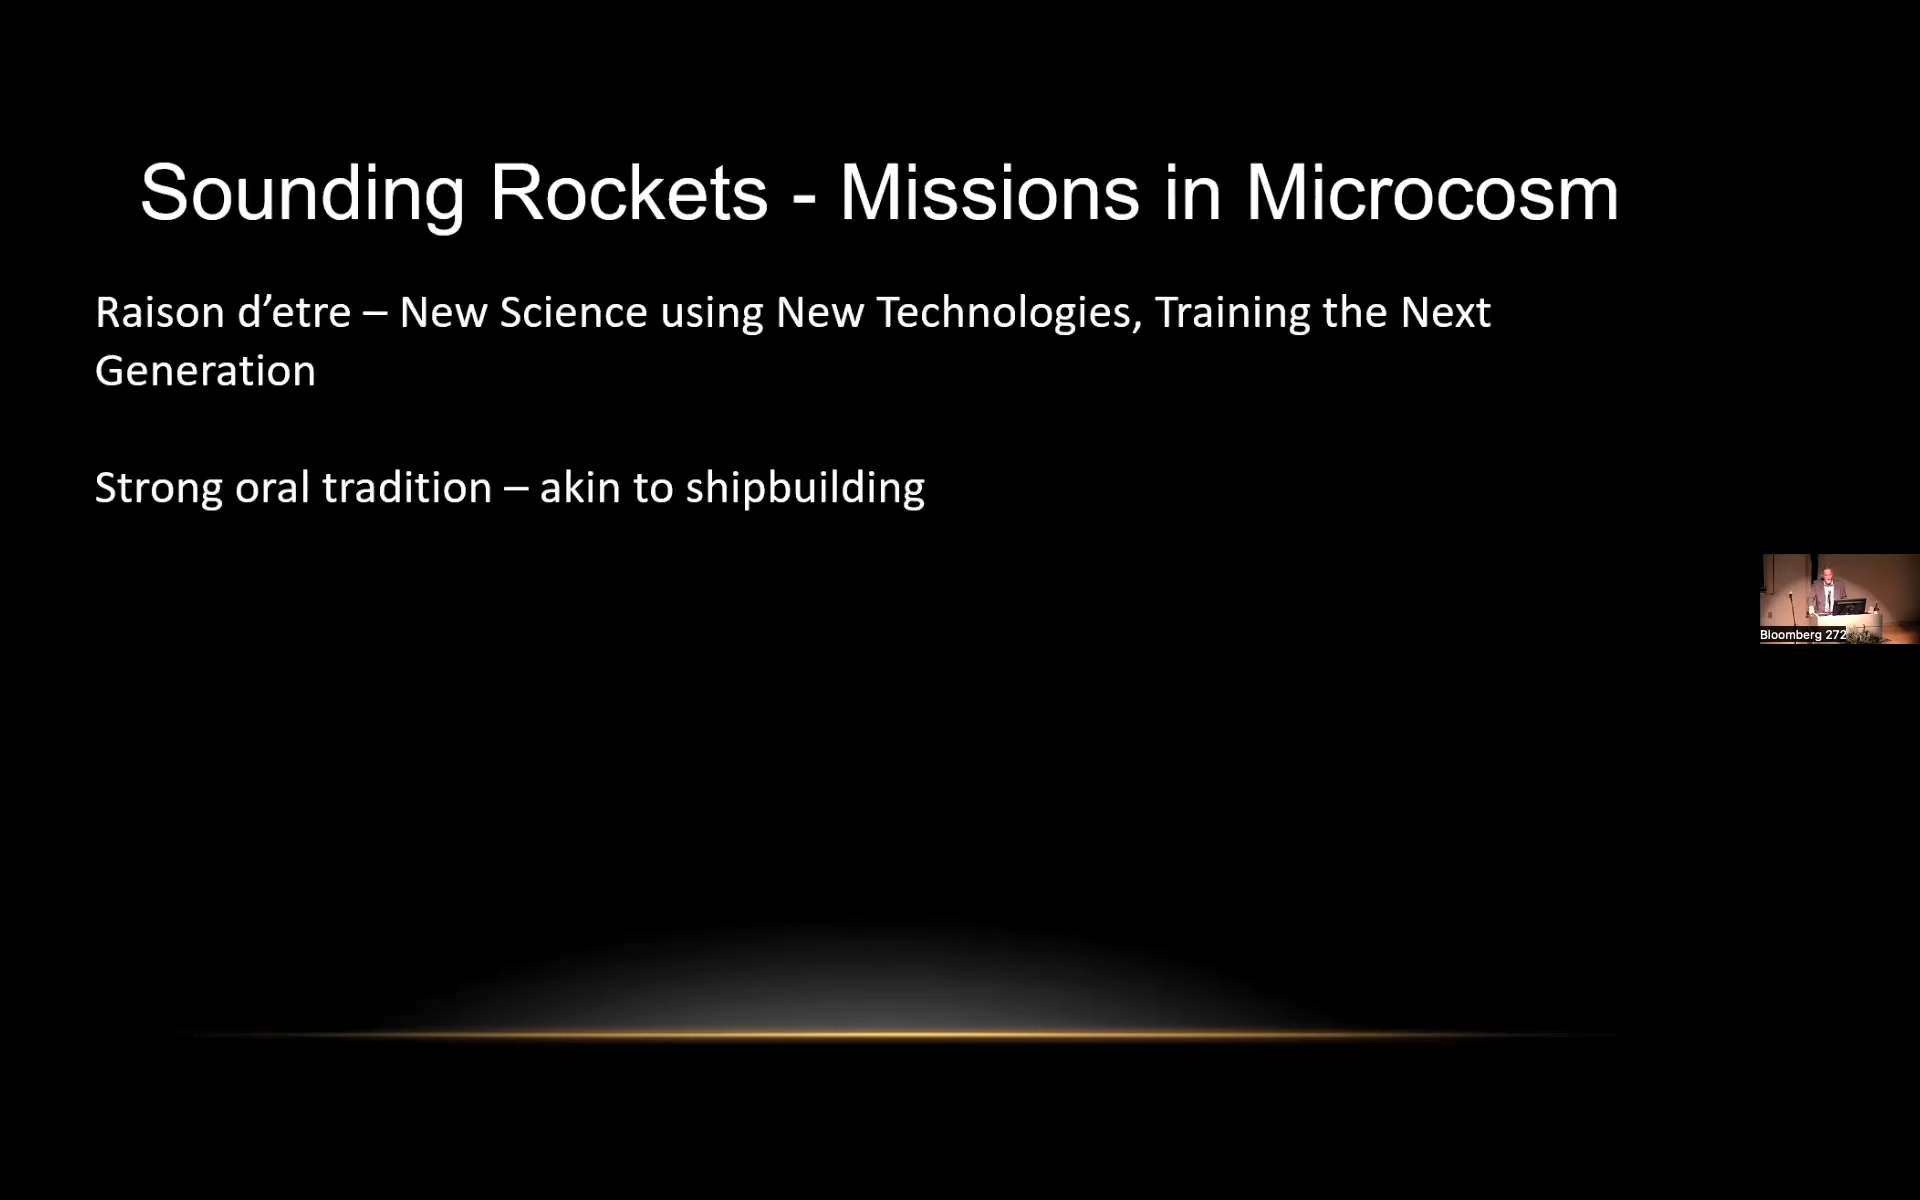 Sounding Rockets - Missions in Microcosm
Raison d’etre – New Science using New Technologies, Training the Next
Generation
Strong oral tradition – akin to shipbuilding
Bloomberg 272